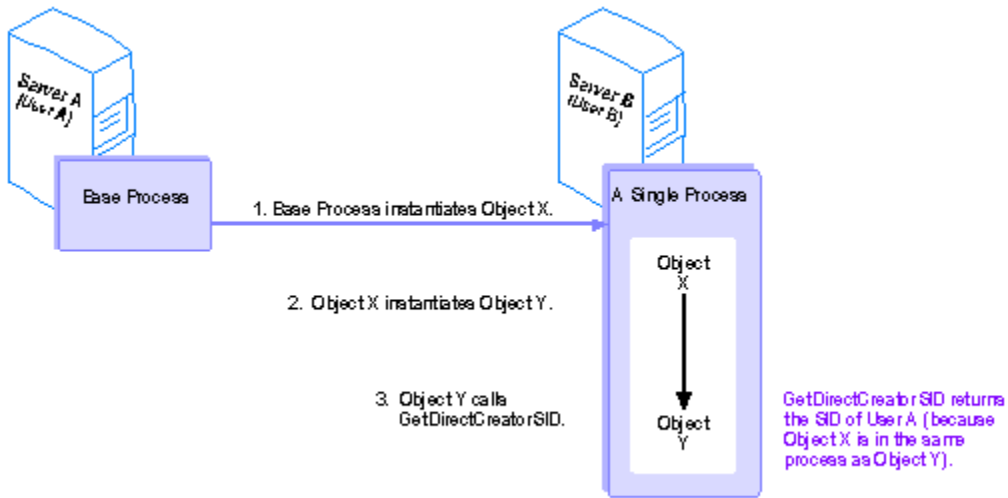 Server A
(User A)
Server B
(User B)
Base Process
A Single Process
1. Base Process instantiates Object X.
Object
X
2. Object X instantiates Object Y.
3. Object Y calls
GetDirectCreatorSID.
Object
Y
GetDirectCreatorSID returns
the SID of User A (because
Object X is in the same
process as Object Y).